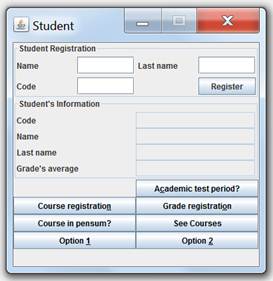 Student
Student Registration
Name Last name
Code Register
Student's Information
Code
Name
Last name
Grade's average
Academic test period?
Course registration Grade registration
Course in pensum? See Courses
Option 1 Option 2